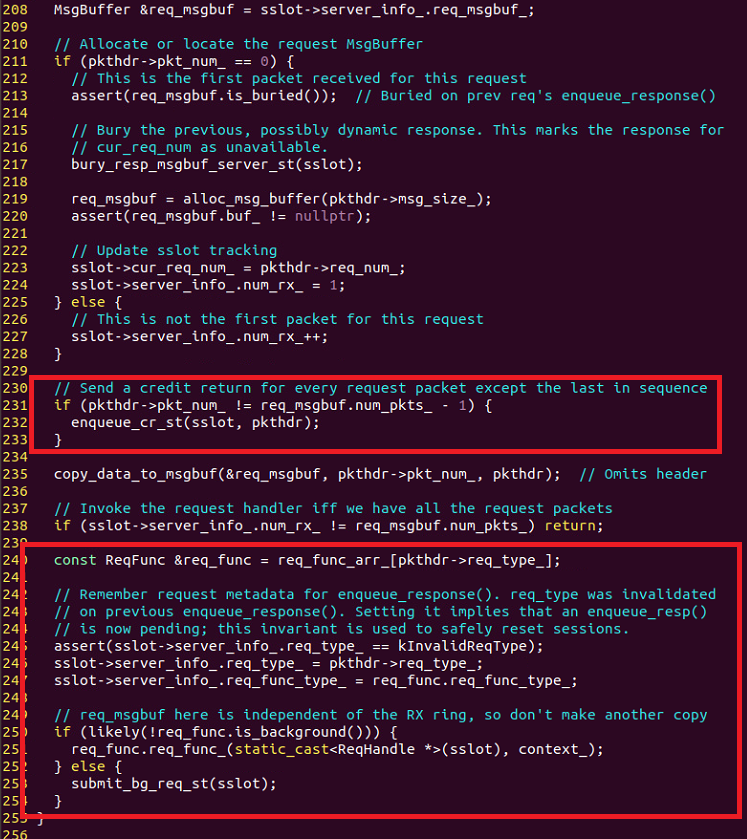 208 MsgBuffer &req_msgbuf = sslot->server_info_.req_msgbuf_;
209
210 // Allocate or locate the request MsgBuffer
211 if (pkthdr->pkt_num_ == 0) {
212 // This is the first packet received for this request
213 assert(req_msgbuf.is_buried()); // Buried on prev req's enqueue_response()
214
215 // Bury the previous, possibly dynamic response. This marks the response for
216 // cur_req_num as unavailable.
217 bury_resp_msgbuf_server_st(sslot);
218
219 req_msgbuf = alloc_msg_buffer(pkthdr->msg_size_);
220 assert(req_msgbuf.buf_ != nullptr);
221
222 // Update sslot tracking
223 sslot->cur_req_num_ = pkthdr->req_num_;
224 sslot->server_info_.num_rx_ = 1;
225 } else {
226 // This is not the first packet for this request
227 sslot->server_info_.num_rx_++;
228 }
229
230 // Send a credit return for every request packet except the last in sequence
231 if (pkthdr->pkt_num_ != req_msgbuf.num_pkts_ - 1) {
232 enqueue_cr_st(sslot, pkthdr);
233 }
234
235 copy_data_to_msgbuf(&req_msgbuf, pkthdr->pkt_num_, pkthdr); // Omits header
236
237 // Invoke the request handler iff we have all the request packets
238 if (sslot->server_info_.num_rx_ != req_msgbuf.num_pkts_) return;
239
240 const ReqFunc &req_func = req_func_arr_[pkthdr->req_type_];
241
242 // Remember request metadata for enqueue_response(). req_type was invalidated
243 // on previous enqueue_response(). Setting it implies that an enqueue_resp()
244 // is now pending; this invariant is used to safely reset sessions.
245 assert(sslot->server_info_.req_type_ == kInvalidReqType);
246 sslot->server_info_.req_type_ = pkthdr->req_type_;
247 sslot->server_info_.req_func_type_ = req_func.req_func_type_;
248
249 // req_msgbuf here is independent of the RX ring, so don't make another copy
250 if (likely(!req_func.is_background())) {
251 req_func.req_func_(static_cast<ReqHandle *>(sslot), context_);
252 } else {
253 submit_bg_req_st(sslot);
254 }
255 }
256